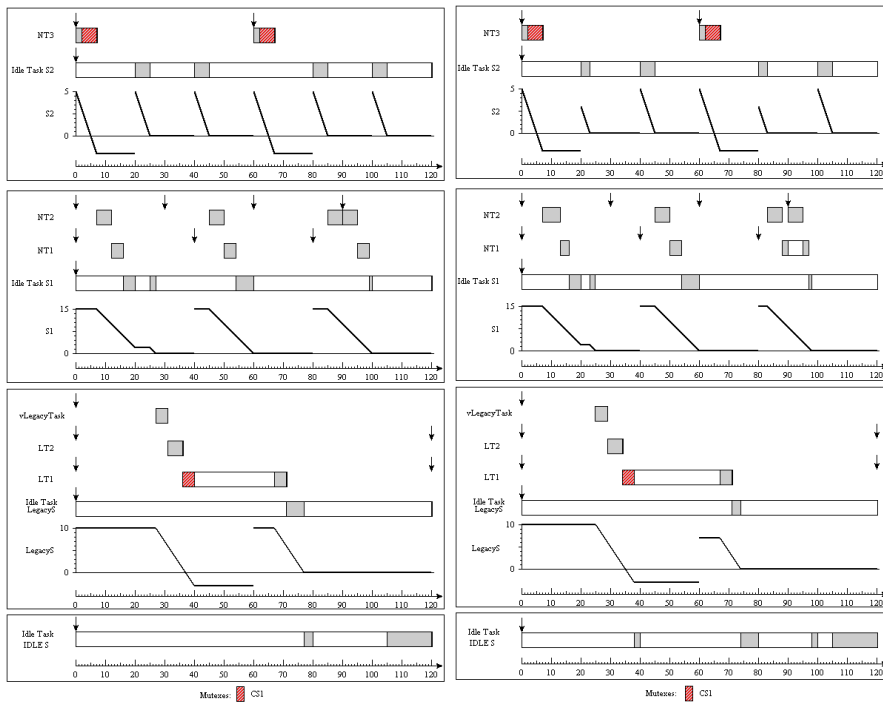 NT3
Idle Task S2
5
S2
0
0 10 20 30 40 50 60 70 80 90 100 110 120
NT2
NT1
Idle Task S1
15
S1
0
0 10 20 30 40 50 60 70 80 90 100 110 120
vLegacyTask
LT2
LT1
Idle Task
LegacyS
10
LegacyS
0
0 10 20 30 40 50 60 70 80 90 100 110 120
Idle Task
IDLE S
0 10 20 30 40 50 60 70 80 90 100 110 120
Mutexes: CS1
NT3
Idle Task S2
5
S2
0
0 10 20 30 40 50 60 70 80 90 100 110 120
NT2
NT1
Idle Task S1
15
S1
0
0 10 20 30 40 50 60 70 80 90 100 110 120
vLegacyTask
LT2
LT1
Idle Task
LegacyS
10
LegacyS
0
0 10 20 30 40 50 60 70 80 90 100 110 120
Idle Task
IDLE S
0 10 20 30 40 50 60 70 80 90 100 110 120
Mutexes: CS1